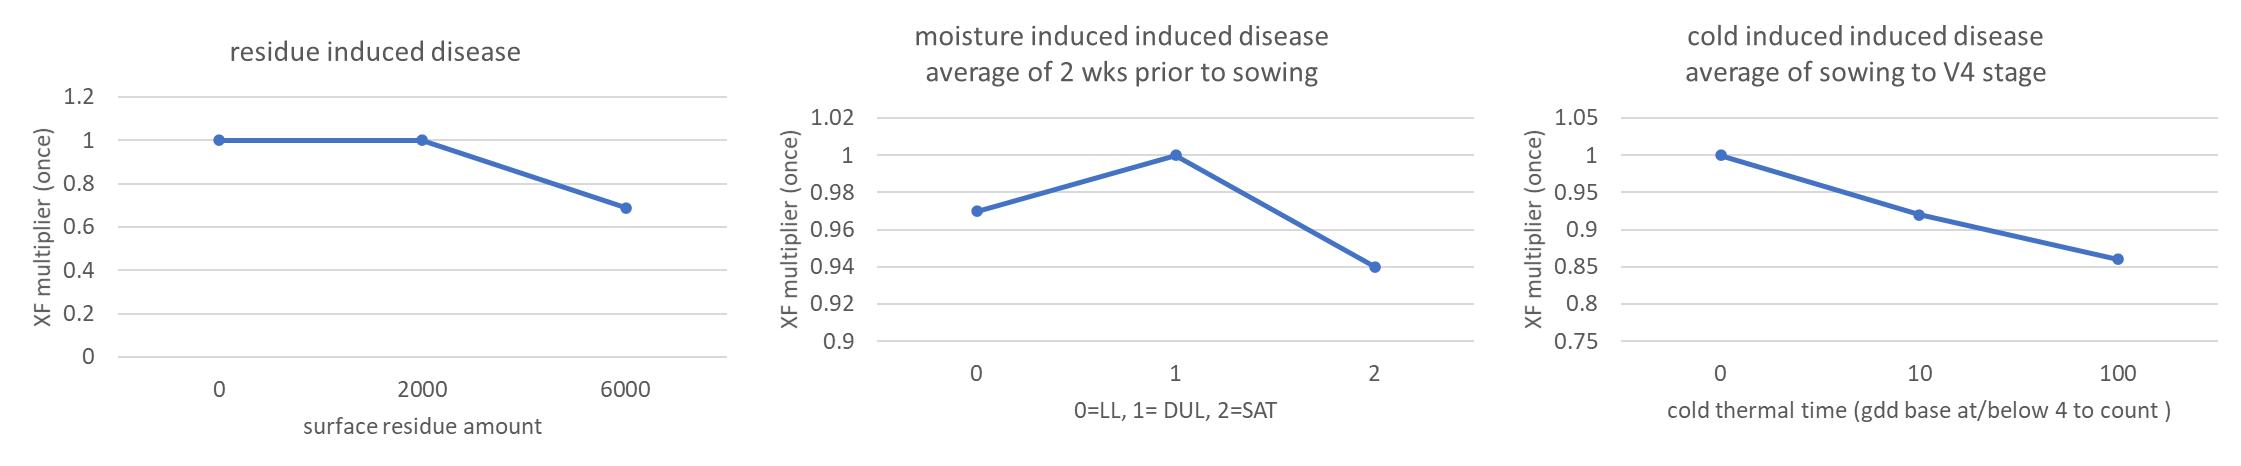 residue induced disease
1.2
1
0.8
0.6
0.4
0.2
0
XF multiplier (once)
0 2000 6000
surface residue amount
moisture induced induced disease
average of 2 wks prior to sowing
1.02
1
0.98
0.96
0.94
0.92
0.9
XF multiplier (once)
0 1 2
0=LL, 1= DUL, 2=SAT
cold induced induced disease
average of sowing to V4 stage
1.05
1
0.95
0.9
0.85
0.8
0.75
XF multiplier (once)
0 10 100
cold thermal time (gdd base at/below 4 to count )